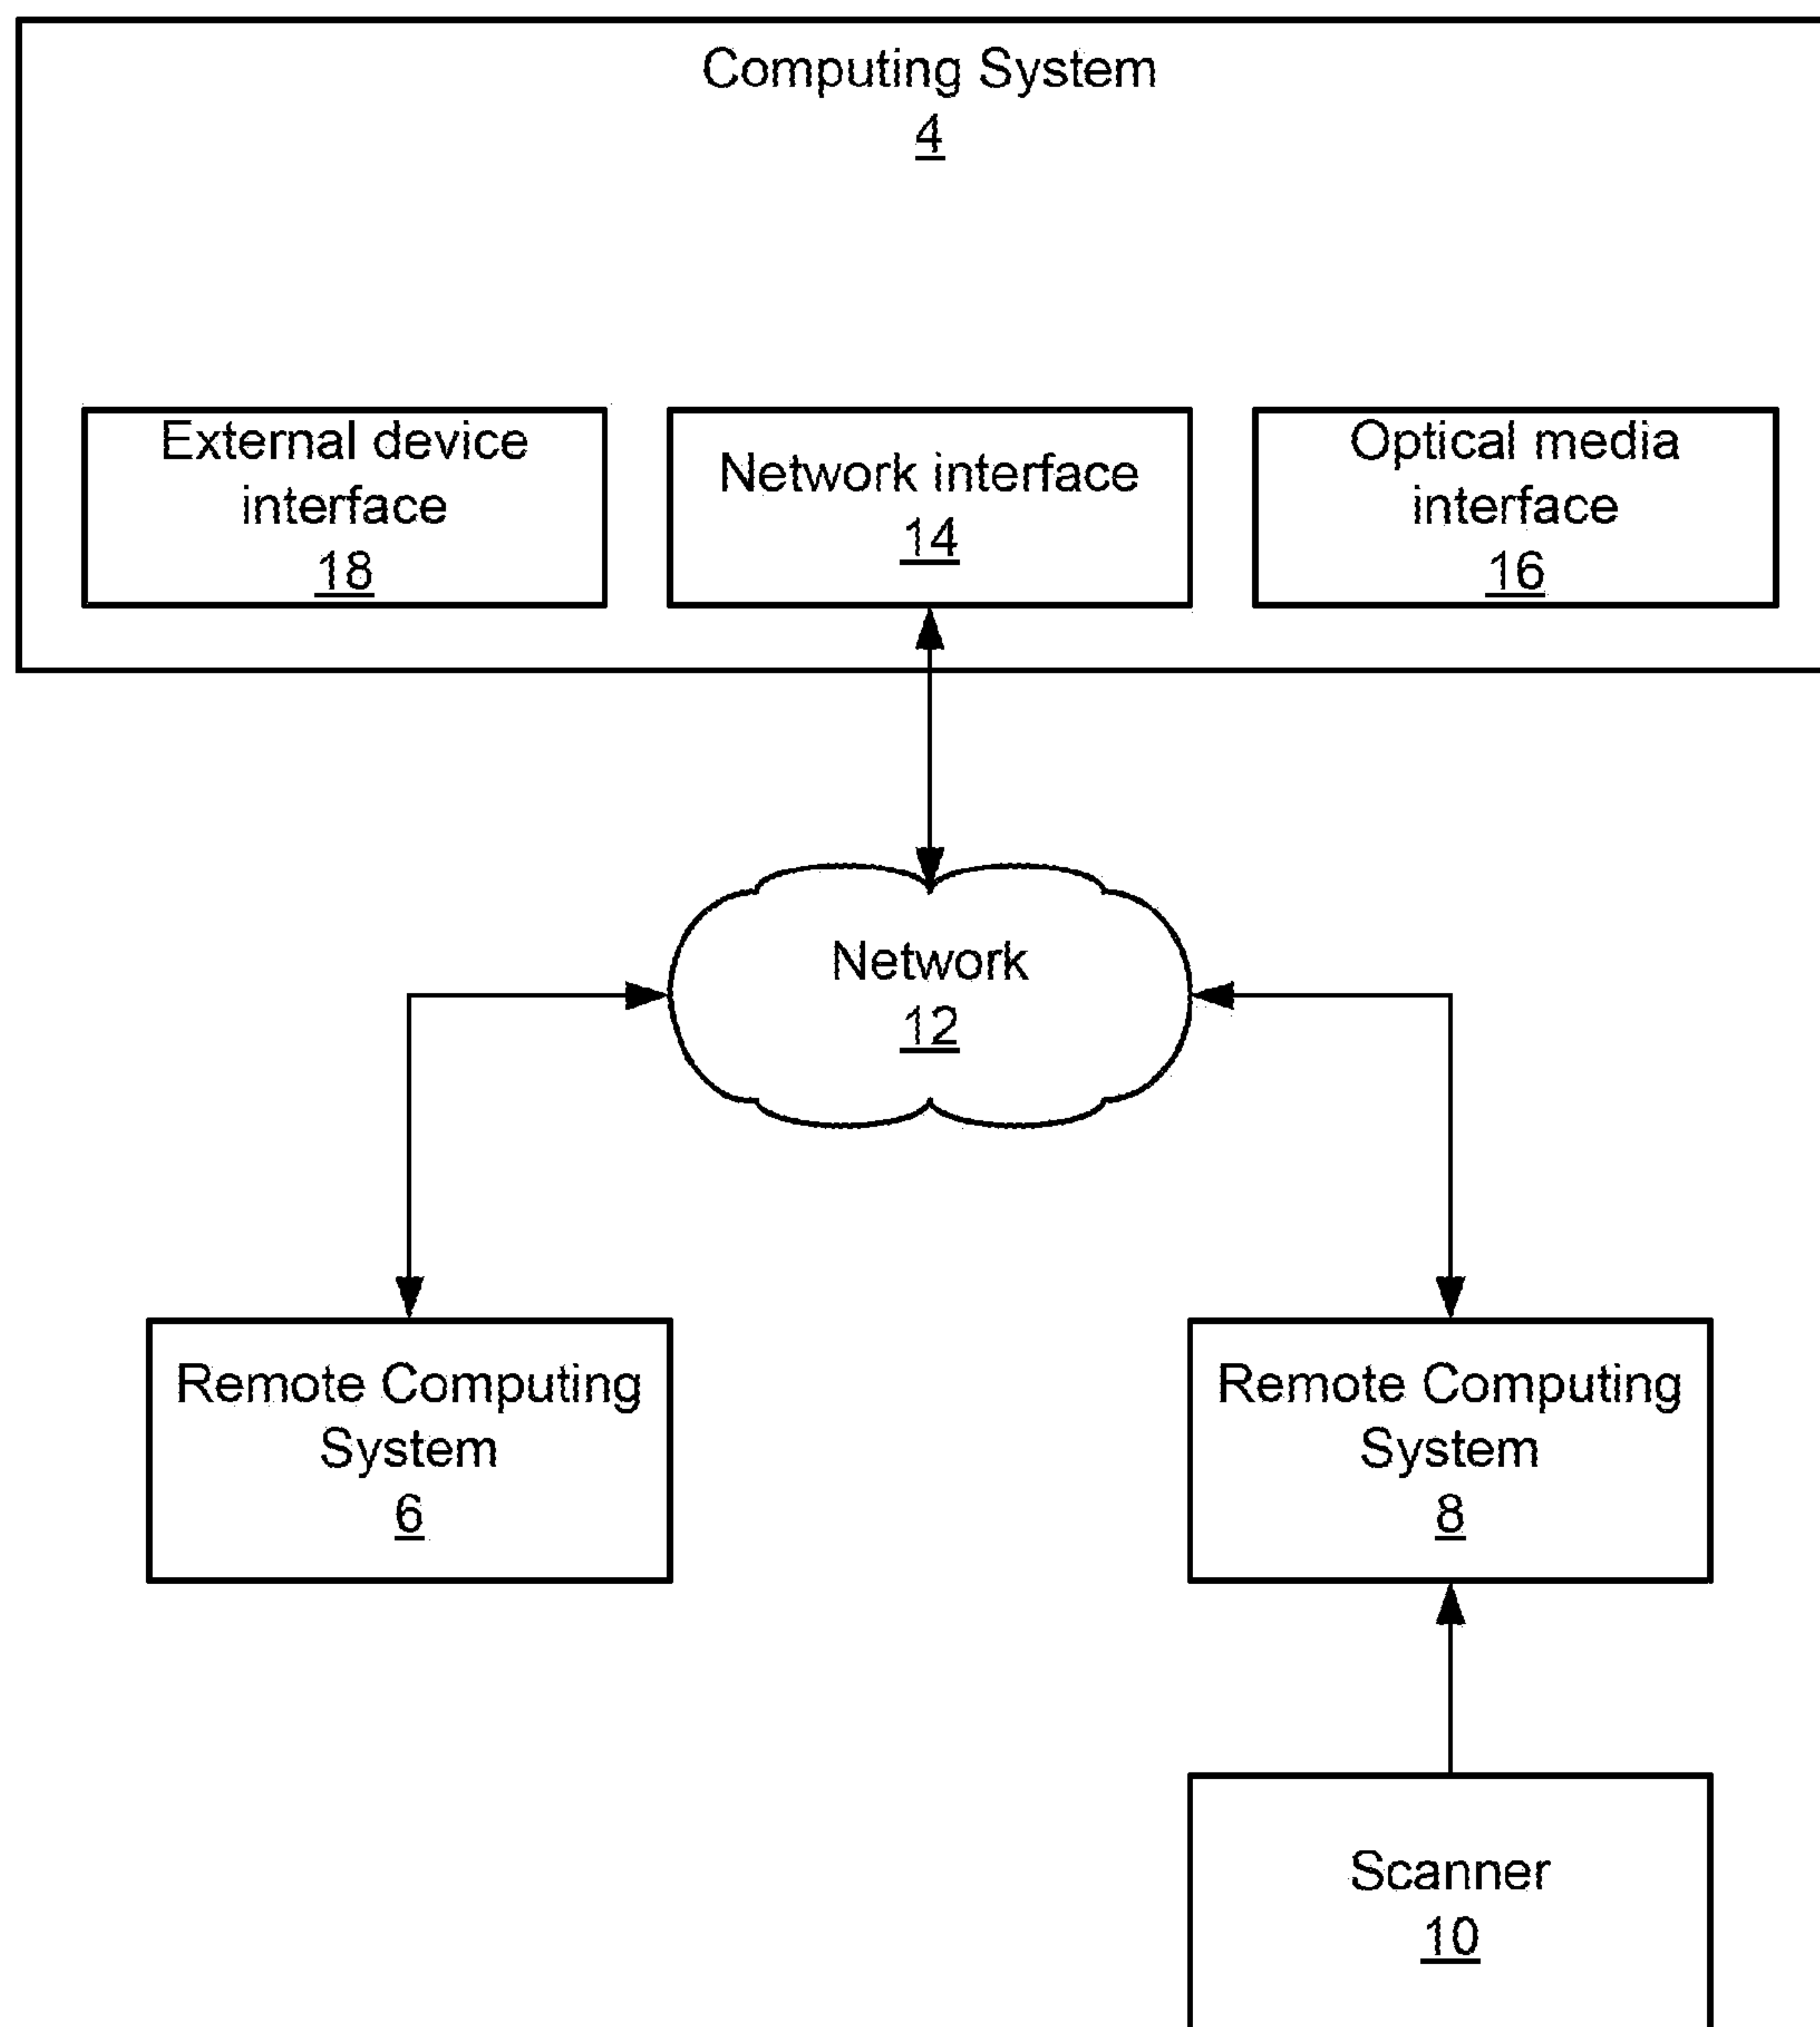 Computing System
4
External device
interface
18
Network interface
14
Optical media
interface
16
Network
12
Remote Computing
System
6
Remote Computing
System
8
Scanner
10